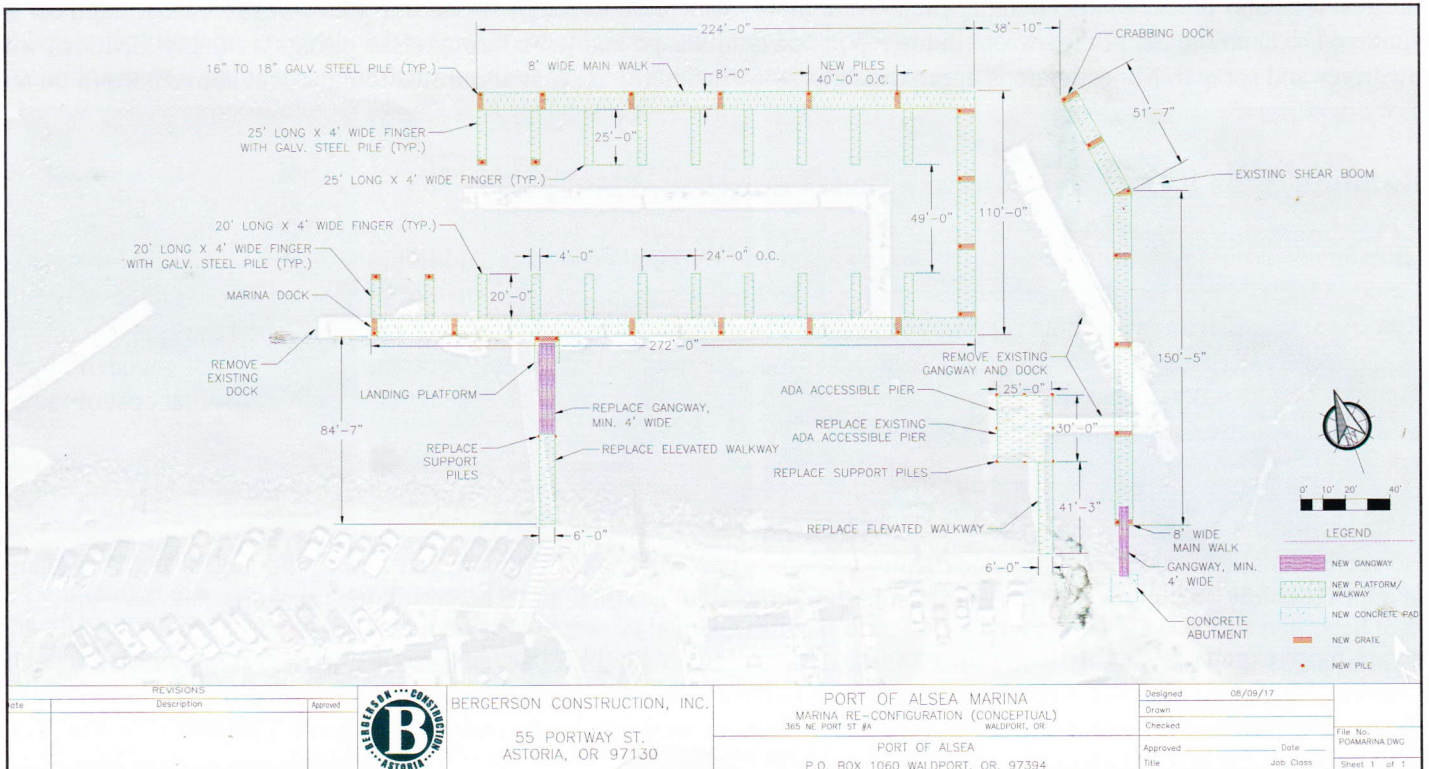 224'-0"
38'-10"
CRABBING DOCK
16" TO 18" GALV. STEEL PILE (TYP.)
8' WIDE MAIN WALK
8'-0"
NEW PILES
40'-0" O.C.
51'-7"
25' LONG X 4' WIDE FINGER
WITH GALV. STEEL PILE (TYP.)
25'-0"
25' LONG X 4' WIDE FINGER (TYP.)
EXISTING SHEAR BOOM
49'-0"
110'-0"
20' LONG X 4' WIDE FINGER (TYP.)
20' LONG X 4' WIDE FINGER
WITH GALV. STEEL PILE (TYP.)
4'-0"
24'-0" O.C.
MARINA DOCK
20'-0"
272'-0"
150'-5"
REMOVE
EXISTING
DOCK
LANDING PLATFORM
REMOVE EXISTING
GANGWAY AND DOCK
ADA ACCESSIBLE PIER
25'-0"
84'-7"
REPLACE GANGWAY,
MIN. 4' WIDE
REPLACE EXISTING
ADA ACCESSIBLE PIER
30'-0"
REPLACE
SUPPORT
PILES
REPLACE ELEVATED WALKWAY
REPLACE SUPPORT PILES
41'-3"
REPLACE ELEVATED WALKWAY
6'-0"
6'-0"
8' WIDE
MAIN WALK
GANGWAY, MIN.
4' WIDE
CONCRETE
ABUTMENT
0' 10' 20' 40'
LEGEND
NEW GANGWAY
NEW PLATFORM/
WALKWAY
NEW CONCRETE PAD
NEW GRATE
NEW PILE
REVISIONS
Description
Approved
BERGERSON CONSTRUCTION
B
ASTORIA
BERGERSON CONSTRUCTION, INC.
55 PORTWAY ST.
ASTORIA, OR 97130
PORT OF ALSEA MARINA
MARINA RE-CONFIGURATION (CONCEPTUAL)
365 NE PORT ST #A WALDPORT, OR
PORT OF ALSEA
P.O. BOX 1060 WALDPORT, OR. 97394
Designed 08/09/17
Drawn
Checked
Approved Date
Title Job Class
File No.
POAMARINA.DWG
Sheet 1 of 1